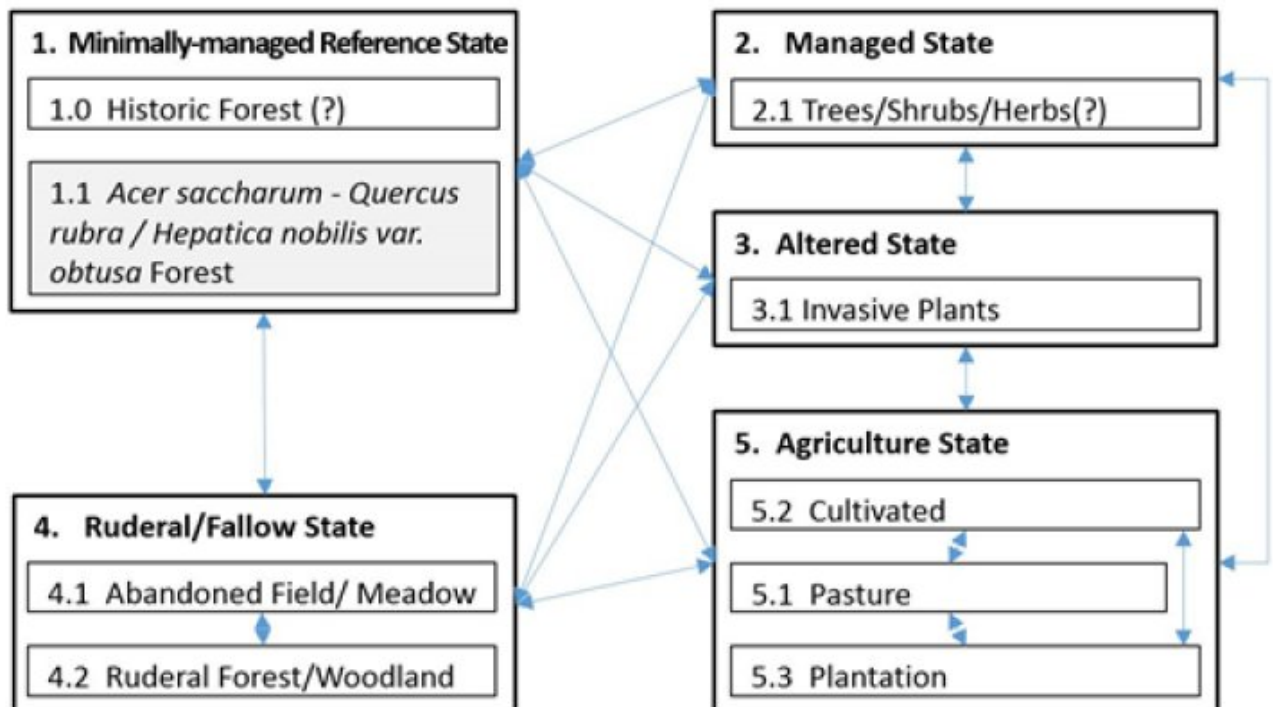 1. Minimally-managed Reference State
1.0 Historic Forest (?)
1.1 Acer saccharum - Quercus
rubra / Hepatica nobilis var.
obtusa Forest
2. Managed State
2.1 Trees/Shrubs/Herbs(?)
3. Altered State
3.1 Invasive Plants
4. Ruderal/Fallow State
4.1 Abandoned Field/ Meadow
4.2 Ruderal Forest/Woodland
5. Agriculture State
5.2 Cultivated
5.1 Pasture
5.3 Plantation